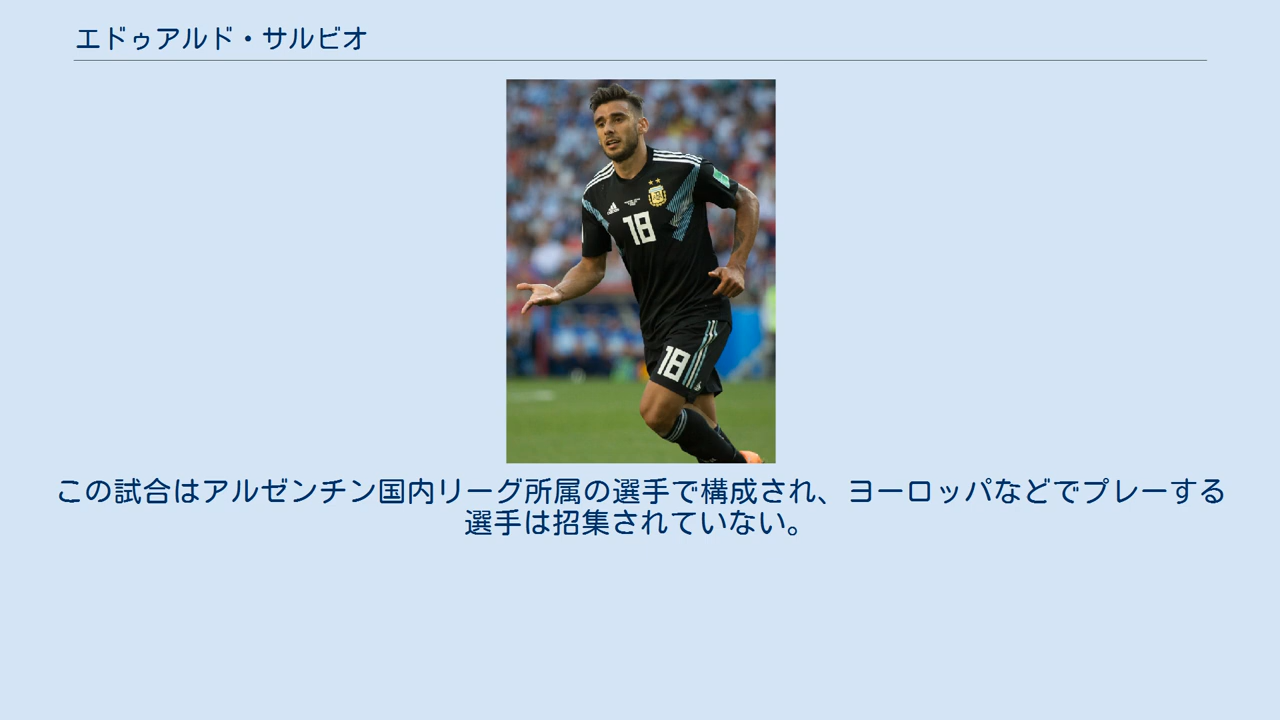 エドゥアルド・サルビオ
18
18
この試合はアルゼンチン国内リーグ所属の選手で構成され、ヨーロッパなどでプレーする
選手は招集されていない。